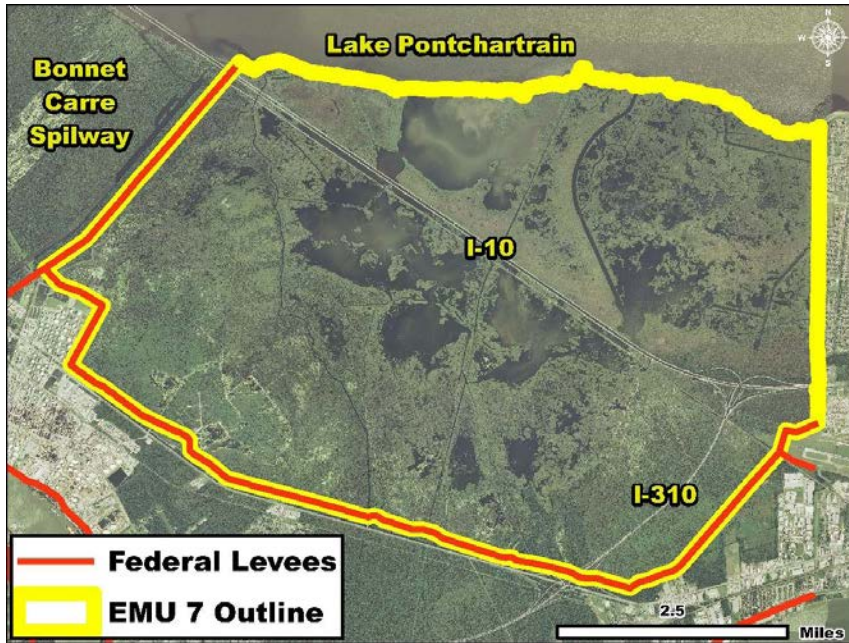 N
W E
S
Lake Pontchartrain
Bonnet
Carre
Spilway
I-10
I-310
Federal Levees
EMU 7 Outline
2.5
Miles